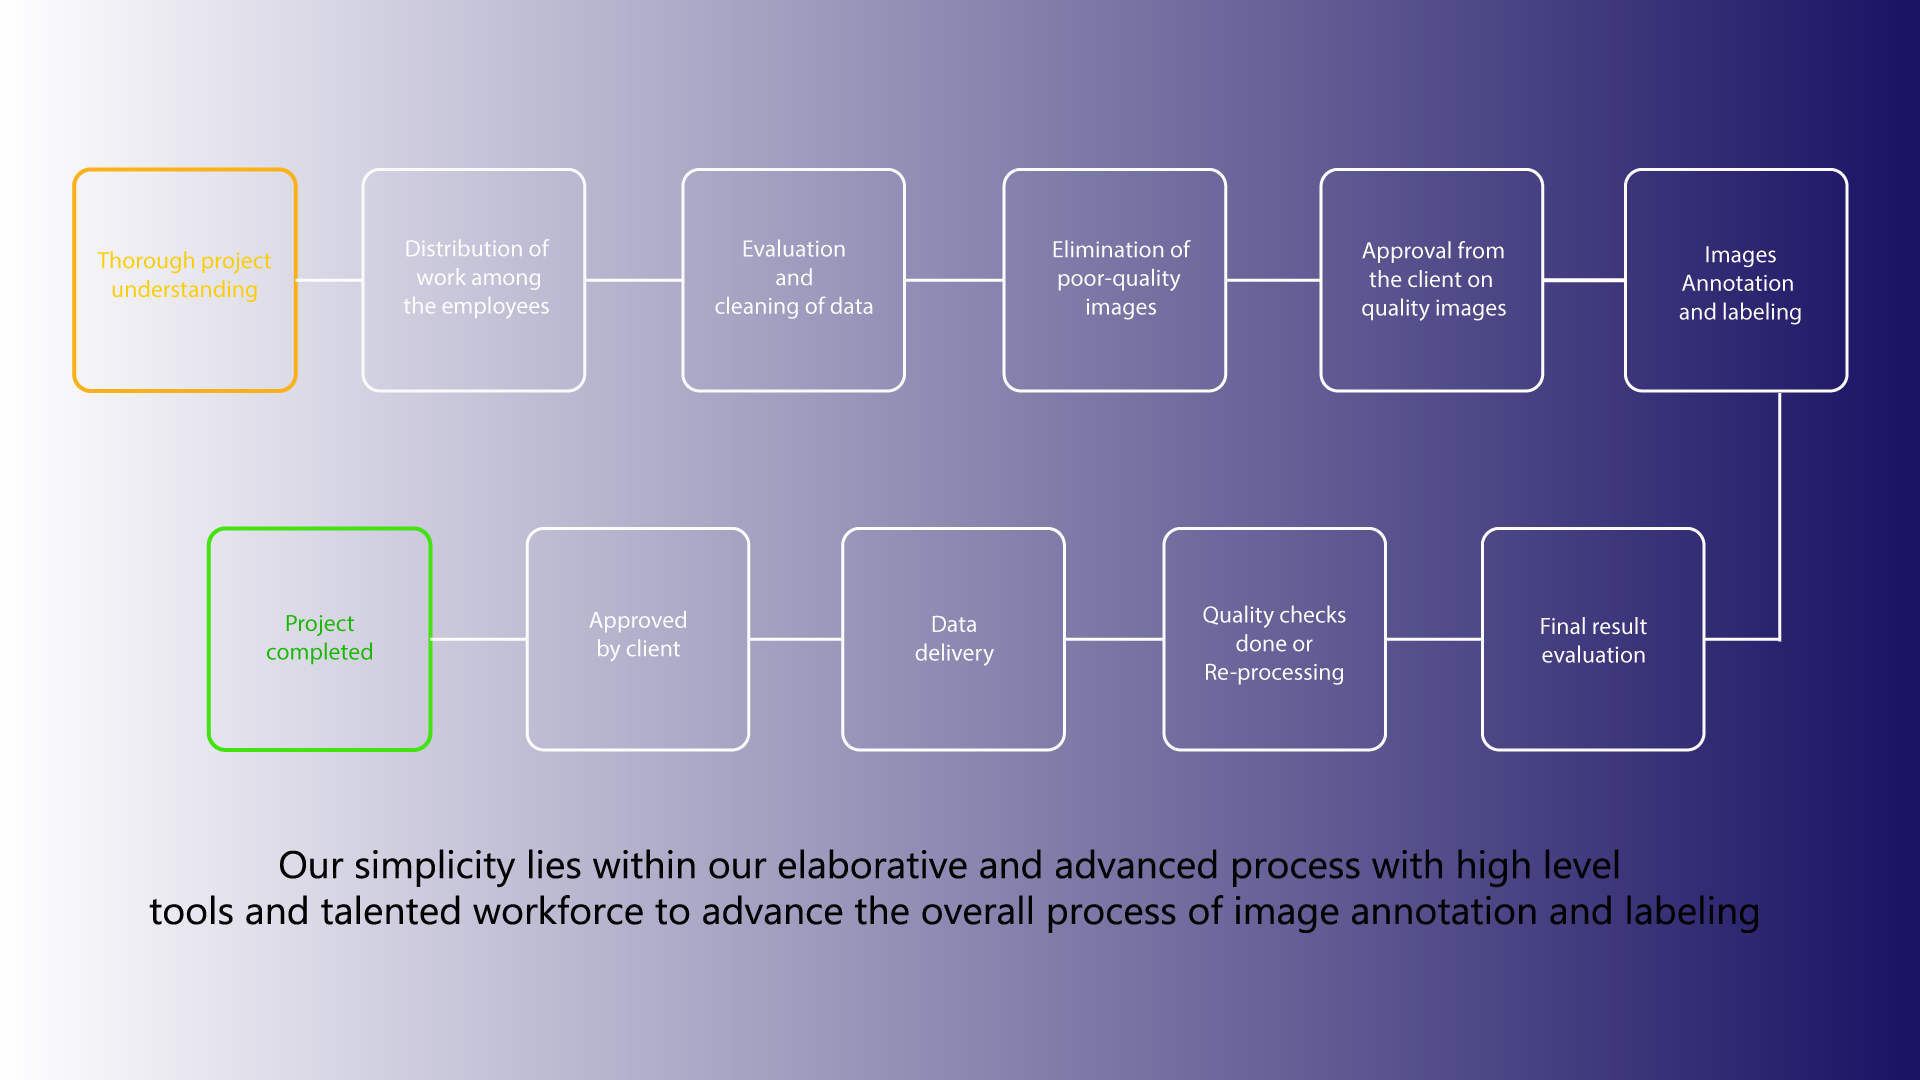 Thorough project
understanding
Distribution of
work among
the employees
Evaluation
and
cleaning of data
Elimination of
poor-quality
images
Approval from
the client on
quality images
Images
Annotation
and labeling
Project
completed
Approved
by client
Data
delivery
Quality checks
done or
Re-processing
Final result
evaluation
Our simplicity lies within our elaborative and advanced process with high level
tools and talented workforce to advance the overall process of image annotation and labeling